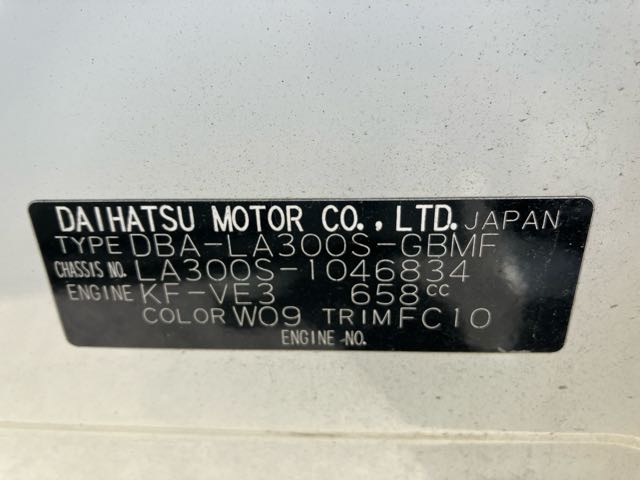 DAIHATSU MOTOR CO., LTD. JAPAN
TYPE DBA-LA300S-GBMF
CHASSIS NO. LA300S-1046834
ENGINE KF-VE3 658cc
COLOR W09 TRIM FC10
ENGINE NO.